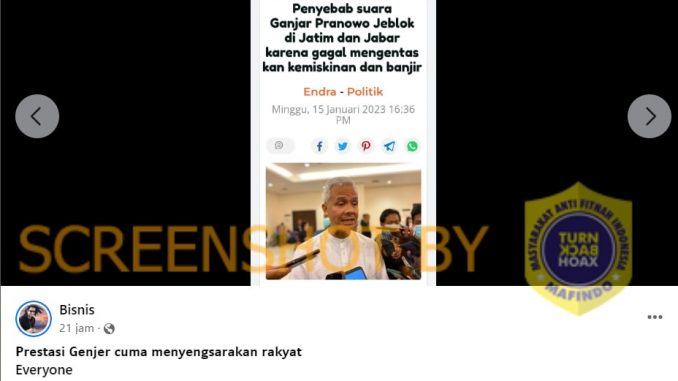 Penyebab suara
Ganjar Pranowo Jeblok
di Jatim dan Jabar
karena gagal mengentas
kan kemiskinan dan banjir
Endra - Politik
Minggu, 15 Januari 2023 16:36
PM
SCREENSHOT BY
MASYARAKAT ANTI FITNAH INDONESIA
TURN
BACK
HOAX
MAFINDO
Bisnis
21 jam ·
Prestasi Genjer cuma menyengsarakan rakyat
Everyone